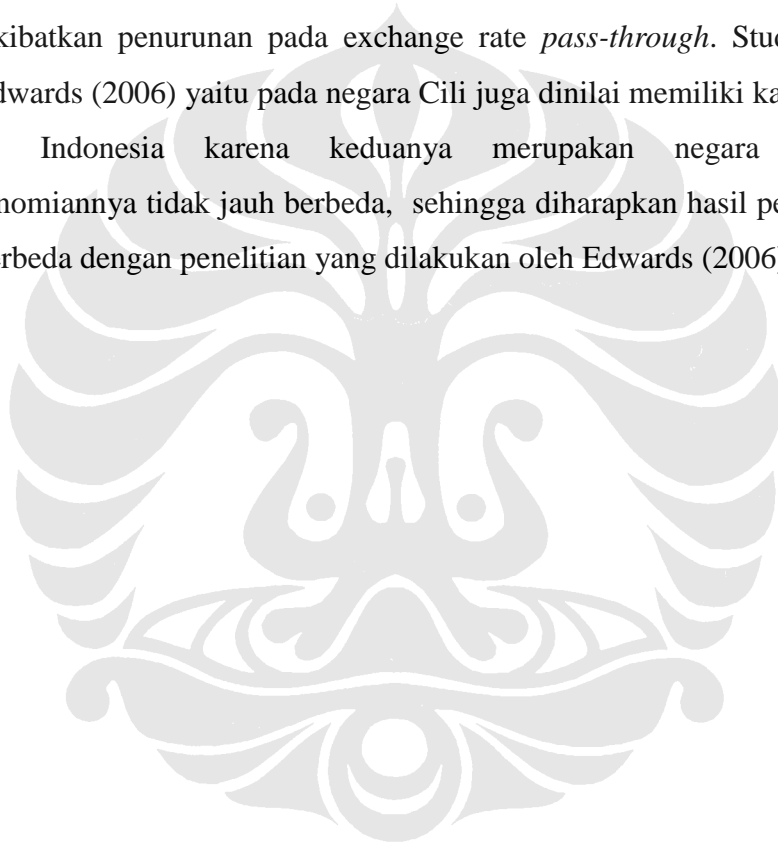 kibatkan penurunan pada exchange rate pass-through. Stud
dwards (2006) yaitu pada negara Cili juga dinilai memiliki ka
Indonesia karena keduanya merupakan negara
nomiannya tidak jauh berbeda, sehingga diharapkan hasil pe
erbeda dengan penelitian yang dilakukan oleh Edwards (2006)